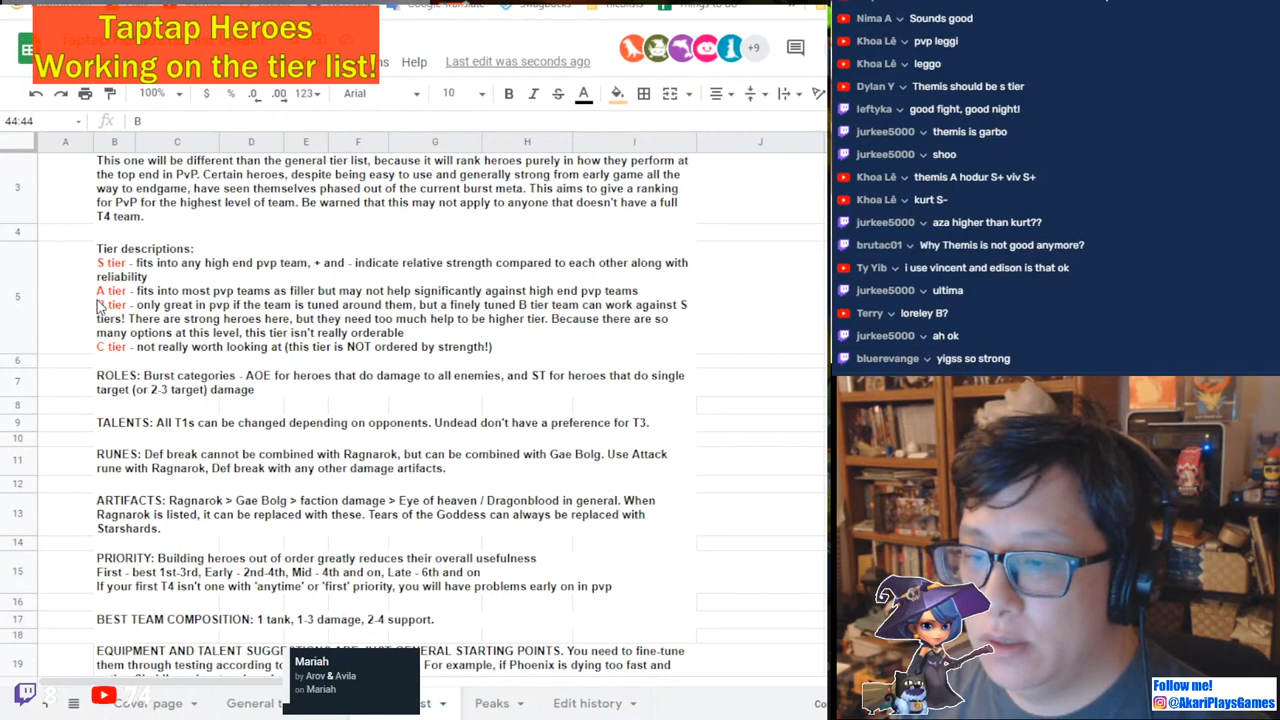 Taptap Heroes
Working on the tier list!
Help
Last edit was seconds ago
+9
100%
$
%
.0
.00
123
Arial
10
B
I
S
A
44:44
fx
B
A B C D E F G H I J
3
This one will be different than the general tier list, because it will rank heroes purely in how they perform at
the top end in PvP. Certain heroes, despite being easy to use and generally strong from early game all the
way to endgame, have seen themselves phased out of the current burst meta. This aims to give a ranking
for PvP for the highest level of team. Be warned that this may not apply to anyone that doesn't have a full
T4 team.
4
5
Tier descriptions:
S tier - fits into any high end pvp team, + and - indicate relative strength compared to each other along with
reliability
A tier - fits into most pvp teams as filler but may not help significantly against high end pvp teams
tier - only great in pvp if the team is tuned around them, but a finely tuned B tier team can work against S
tiers! There are strong heroes here, but they need too much help to be higher tier. Because there are so
many options at this level, this tier isn't really orderable
C tier - not really worth looking at (this tier is NOT ordered by strength!)
6
7
ROLES: Burst categories - AOE for heroes that do damage to all enemies, and ST for heroes that do single
target (or 2-3 target) damage
8
9
TALENTS: All T1s can be changed depending on opponents. Undead don't have a preference for T3.
10
11
RUNES: Def break cannot be combined with Ragnarok, but can be combined with Gae Bolg. Use Attack
rune with Ragnarok, Def break with any other damage artifacts.
12
13
ARTIFACTS: Ragnarok > Gae Bolg > faction damage > Eye of heaven / Dragonblood in general. When
Ragnarok is listed, it can be replaced with these. Tears of the Goddess can always be replaced with
Starshards.
14
15
PRIORITY: Building heroes out of order greatly reduces their overall usefulness
First - best 1st-3rd, Early - 2nd-4th, Mid - 4th and on, Late - 6th and on
If your first T4 isn't one with 'anytime' or 'first' priority, you will have problems early on in pvp
16
17
BEST TEAM COMPOSITION: 1 tank, 1-3 damage, 2-4 support.
18
19
EQUIPMENT AND TALENT SUGGESTIONS ARE JUST GENERAL STARTING POINTS. You need to fine-tune
them through testing according to
For example, if Phoenix is dying too fast and
Mariah
by Arov & Avila
on Mariah
74
Cover page
General
Peaks
Edit history
Nima A Sounds good
Khoa Lê pvp leggi
Khoa Lê leggo
Dylan Y Themis should be s tier
leftyka good fight, good night!
jurkee5000 themis is garbo
jurkee5000 shoo
Khoa Lê themis A hodur S+ viv S+
Khoa Lê kurt S-
jurkee5000 aza higher than kurt??
brutac01 Why Themis is not good anymore?
Ty Yib i use vincent and edison is that ok
jurkee5000 ultima
Terry loreley B?
jurkee5000 ah ok
bluerevange yigss so strong
Follow me!
@AkariPlaysGames